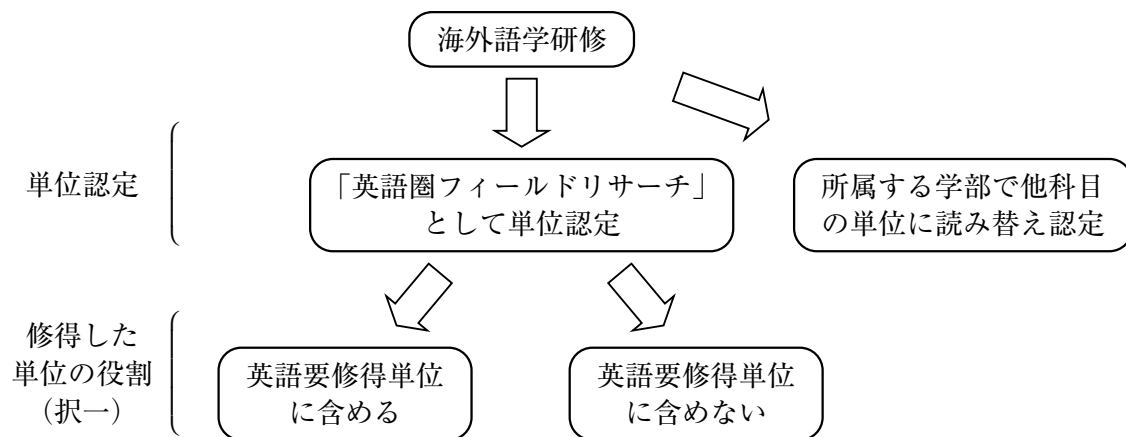 海外語学研修
単位認定
「英語圏フィールドリサーチ」
として単位認定
所属する学部で他科目
の単位に読み替え認定
修得した
単位の役割
（択一）
英語要修得単位
に含める
英語要修得単位
に含めない